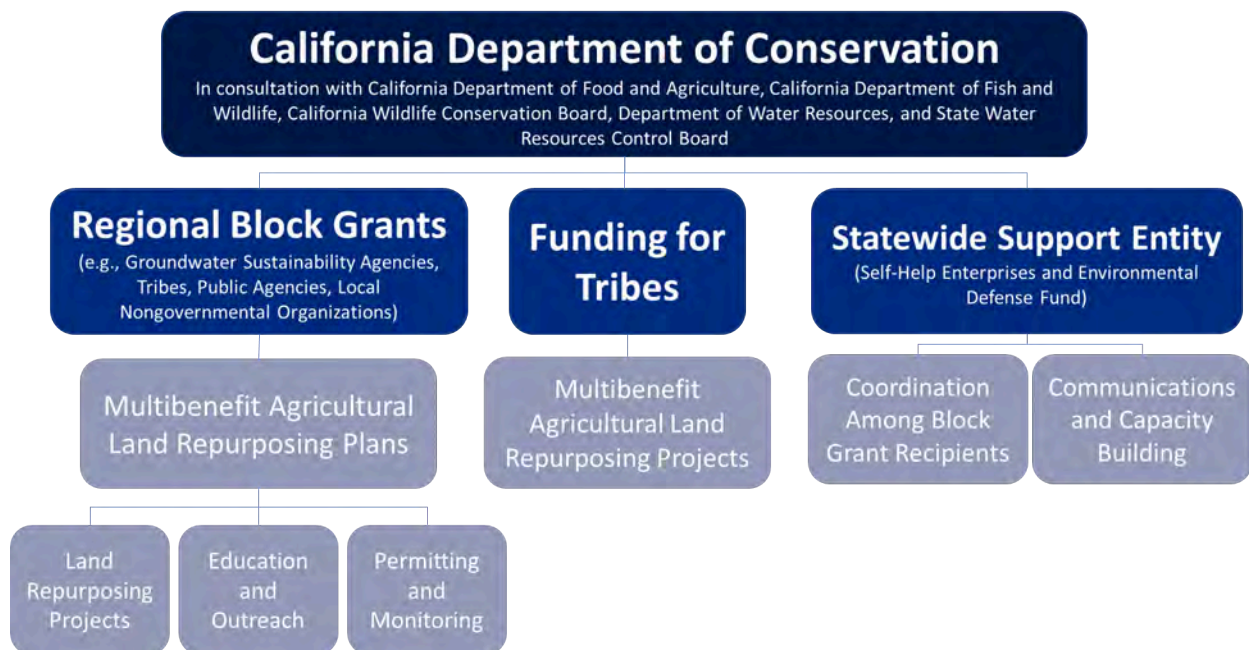 California Department of Conservation
In consultation with California Department of Food and Agriculture, California Department of Fish and
Wildlife, California Wildlife Conservation Board, Department of Water Resources, and State Water
Resources Control Board
Regional Block Grants
(e.g., Groundwater Sustainability Agencies,
Tribes, Public Agencies, Local
Nongovernmental Organizations)
Funding for
Tribes
Statewide Support Entity
(Self-Help Enterprises and Environmental
Defense Fund)
Multibenefit Agricultural
Land Repurposing Plans
Multibenefit
Agricultural Land
Repurposing Projects
Coordination
Among Block
Grant Recipients
Communications
and Capacity
Building
Land
Repurposing
Projects
Education
and
Outreach
Permitting
and
Monitoring